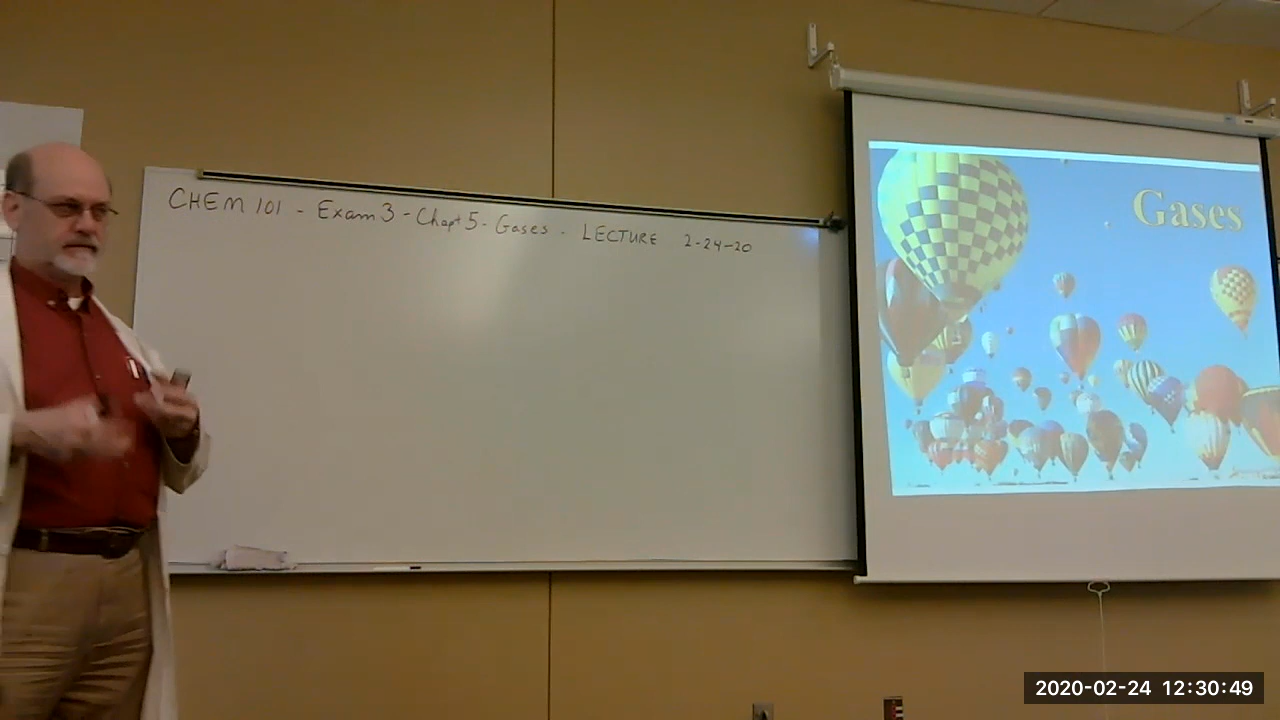 CHEM 101 - Exam 3 - Chapt 5 - Gases - LECTURE 2-24-20
Gases
2020-02-24 12:30:49